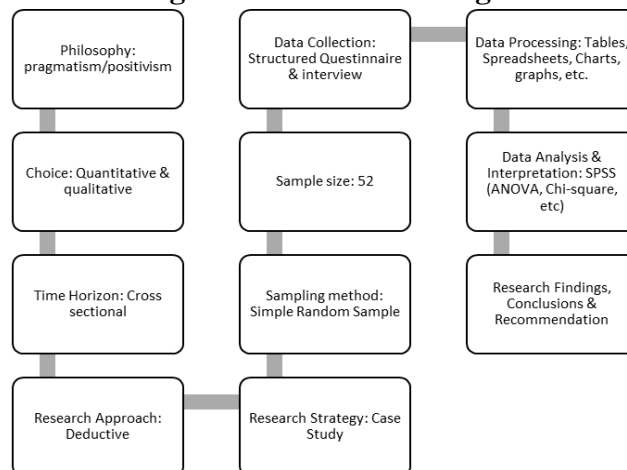 Philosophy:
pragmatism/positivism
Choice: Quantitative &
qualitative
Time Horizon: Cross
sectional
Research Approach:
Deductive
Research Strategy: Case
Study
Sampling method:
Simple Random Sample
Sample size: 52
Data Collection:
Structured Questinnaire
& interview
Data Processing: Tables,
Spreadsheets, Charts,
graphs, etc.
Data Analysis &
Interpretation: SPSS
(ANOVA, Chi-square,
etc)
Research Findings,
Conclusions &
Recommendation